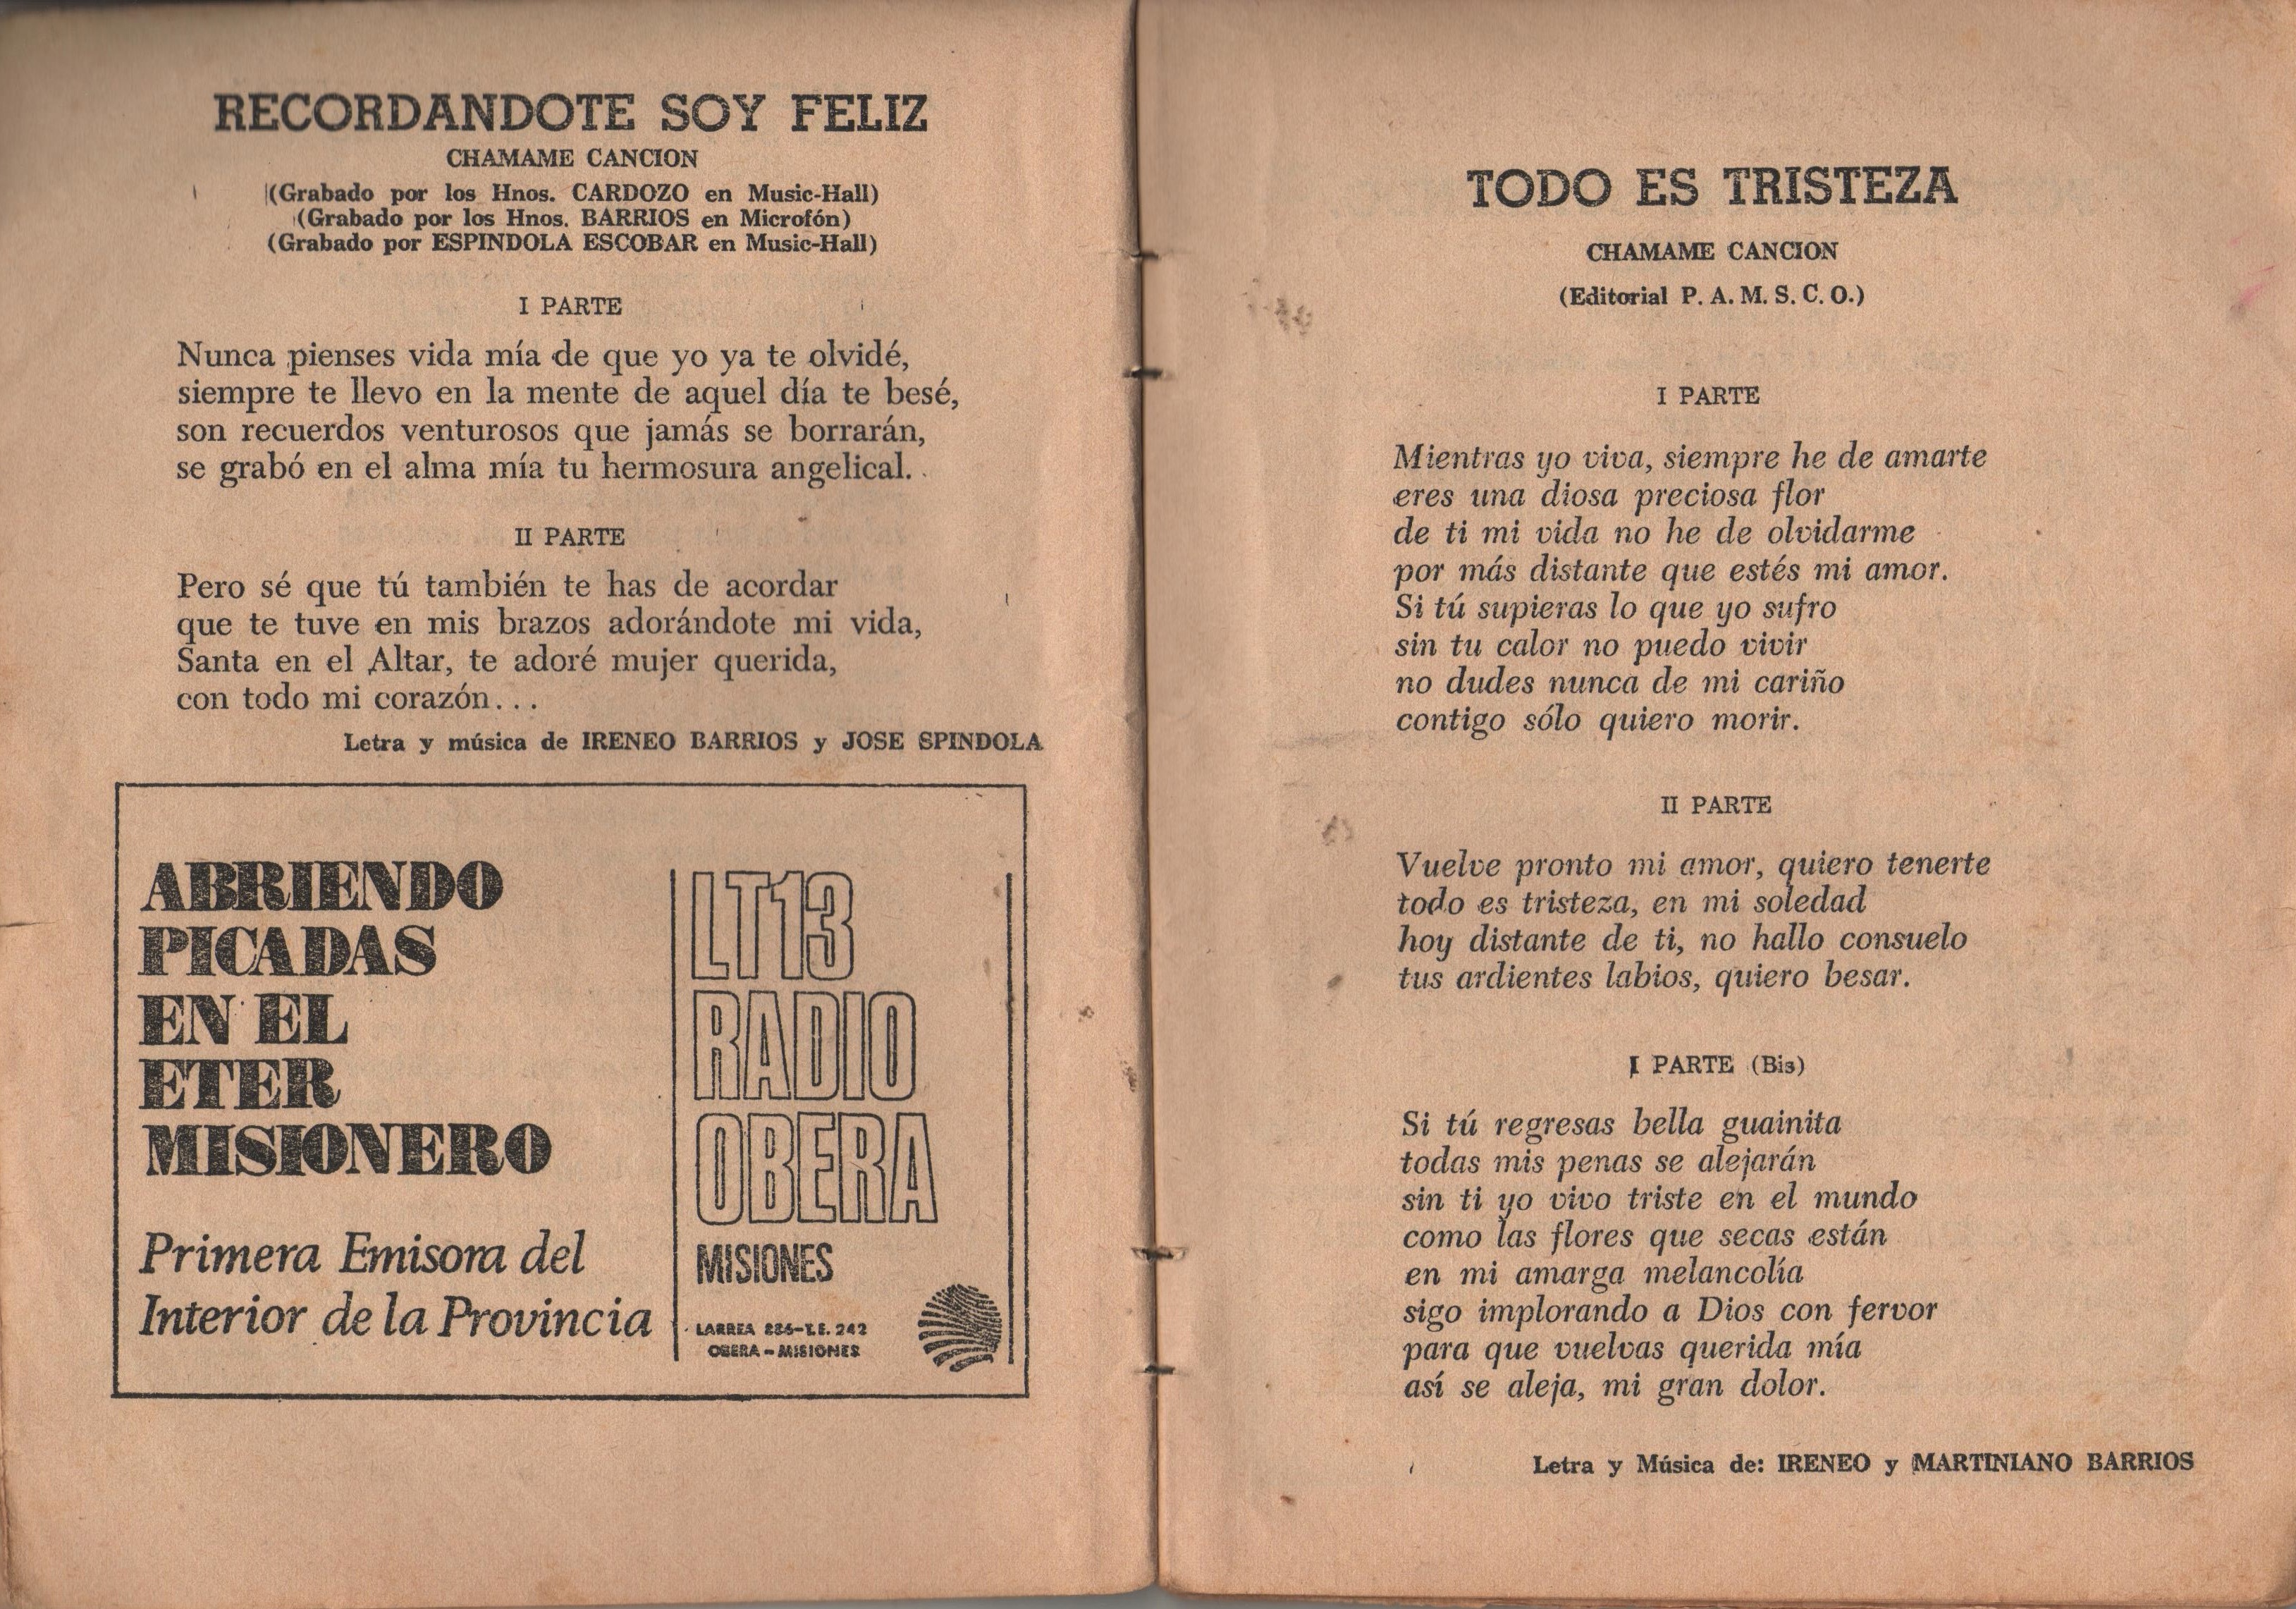 RECORDANDOTE SOY FELIZ
CHAMAME CANCION
(Grabado por los Hnos. CARDOZO en Music-Hall)
(Grabado por los Hnos. BARRIOS en Microfón)
(Grabado por ESPINDOLA ESCOBAR en Music-Hall)
I PARTE
Nunca pienses vida mía de que yo ya te olvidé,
siempre te llevo en la mente de aquel día te besé,
son recuerdos venturosos que jamás se borrarán,
se grabó en el alma mía tu hermosura angelical.
II PARTE
Pero sé que tú también te has de acordar
que te tuve en mis brazos adorándote mi vida,
Santa en el Altar, te adoré mujer querida,
con todo mi corazón...
Letra y música de IRENEO BARRIOS y JOSE SPINDOLA
ABRIENDO
PICADAS
EN EL
ETER
MISIONERO
Primera Emisora del
Interior de la Provincia
LT13
RADIO
OBERA
MISIONES
LARREA 886-T.E. 242
OBERA - MISIONES
TODO ES TRISTEZA
CHAMAME CANCION
(Editorial P. A. M. S. C. O.)
I PARTE
Mientras yo viva, siempre he de amarte
eres una diosa preciosa flor
de ti mi vida no he de olvidarme
por más distante que estés mi amor.
Si tú supieras lo que yo sufro
sin tu calor no puedo vivir
no dudes nunca de mi cariño
contigo sólo quiero morir.
II PARTE
Vuelve pronto mi amor, quiero tenerte
todo es tristeza, en mi soledad
hoy distante de ti, no hallo consuelo
tus ardientes labios, quiero besar.
I PARTE (Bis)
Si tú regresas bella guainita
todas mis penas se alejarán
sin ti yo vivo triste en el mundo
como las flores que secas están
en mi amarga melancolía
sigo implorando a Dios con fervor
para que vuelvas querida mía
así se aleja, mi gran dolor.
Letra y Música de: IRENEO y MARTINIANO BARRIOS